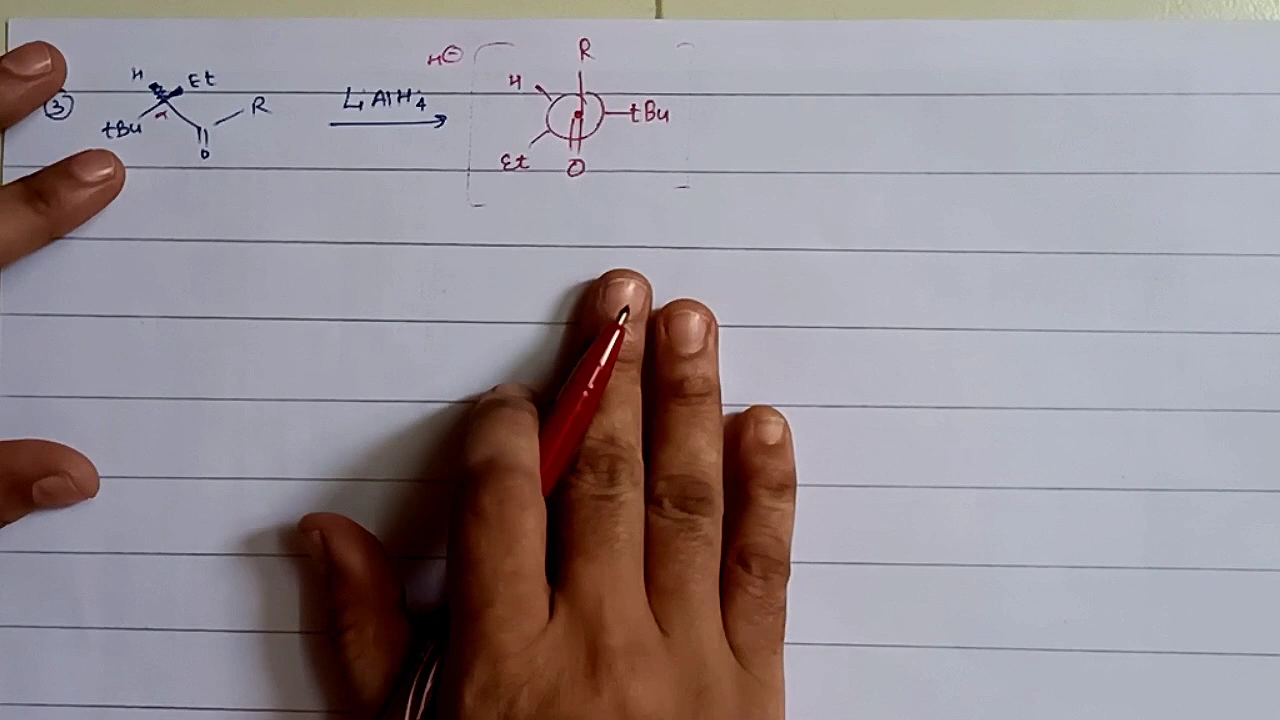 H⊖ R
H Et
③ LiAlH₄ H
tBu α R tBu
O Et O